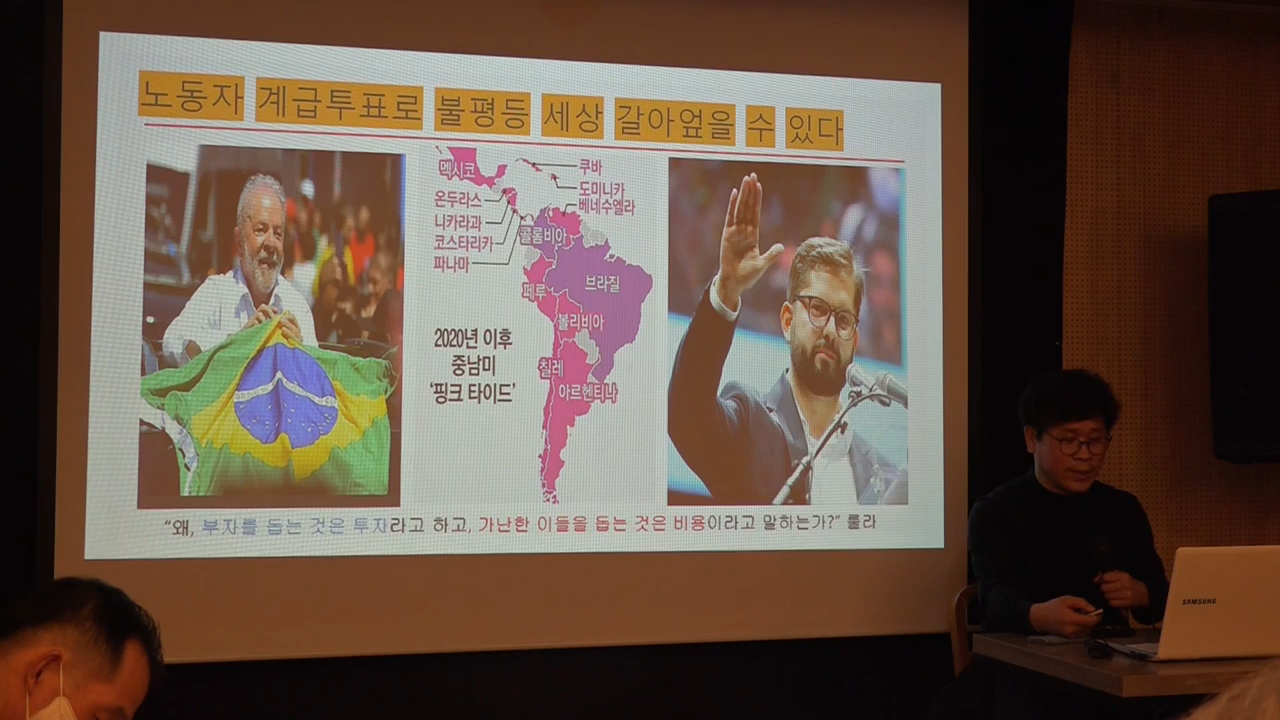 노동자 계급투표로 불평등 세상 갈아엎을 수 있다
멕시코
쿠바
도미니카
온두라스
베네수엘라
니카라과
콜롬비아
코스타리카
파나마
브라질
페루
볼리비아
2020년 이후
중남미
'핑크 타이드'
칠레
아르헨티나
“왜, 부자를 돕는 것은 투자라고 하고, 가난한 이들을 돕는 것은 비용이라고 말하는가?” 룰라
SAMSUNG